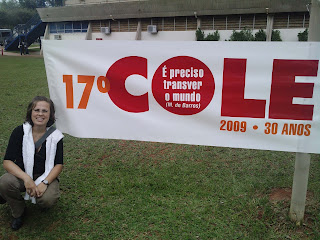 17º COLE
É preciso
transver
o mundo
(M. de Barros)
2009 • 30 ANOS